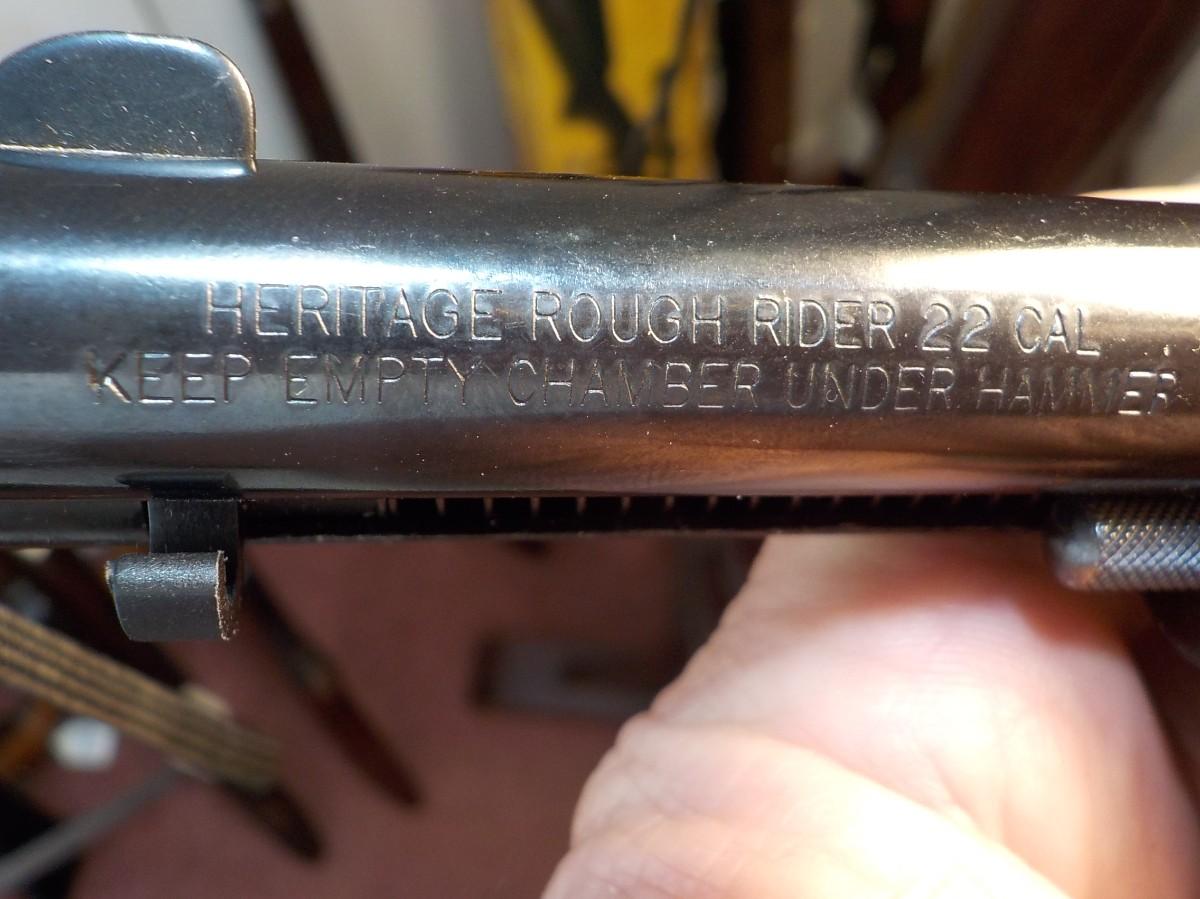 HERITAGE ROUGH RIDER 22 CAL
KEEP EMPTY CHAMBER UNDER HAMMER